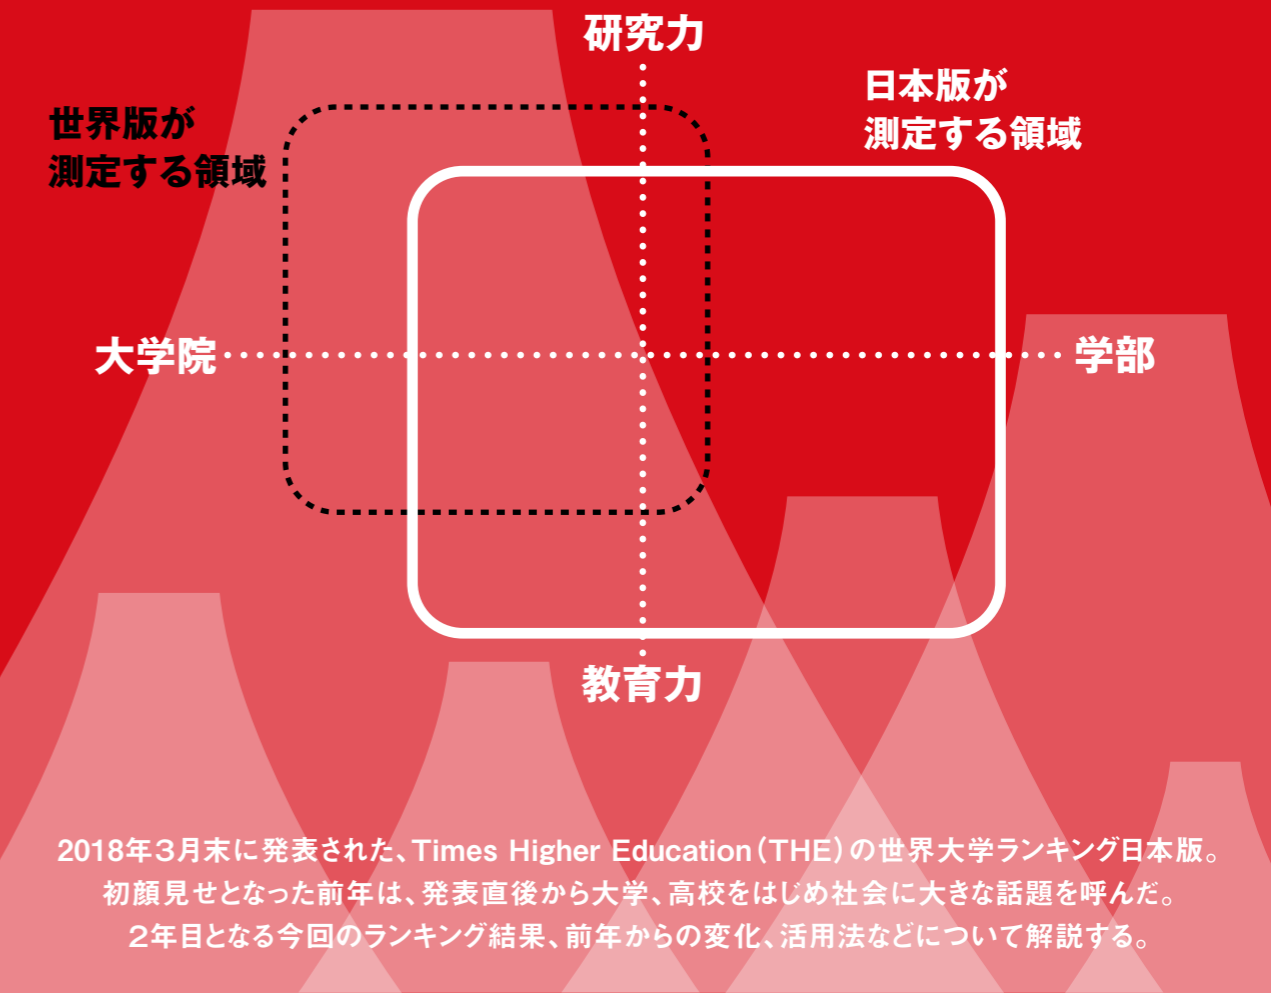 研究力
日本版が
測定する領域
世界版が
測定する領域
大学院
学部
教育力
2018年3月末に発表された、Times Higher Education（THE）の世界大学ランキング日本版。
初顔見せとなった前年は、発表直後から大学、高校をはじめ社会に大きな話題を呼んだ。
２年目となる今回のランキング結果、前年からの変化、活用法などについて解説する。